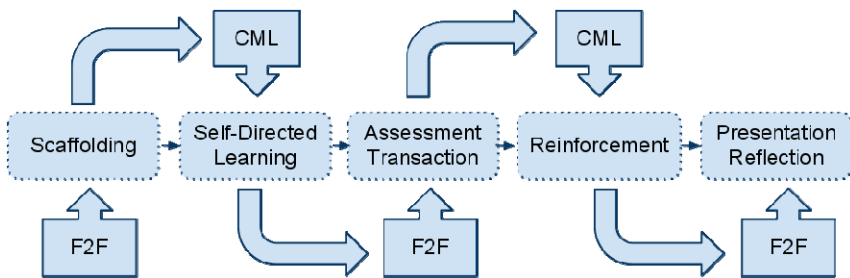 CML
CML
Scaffolding
Self-Directed
Learning
Assessment
Transaction
Reinforcement
Presentation
Reflection
F2F
F2F
F2F